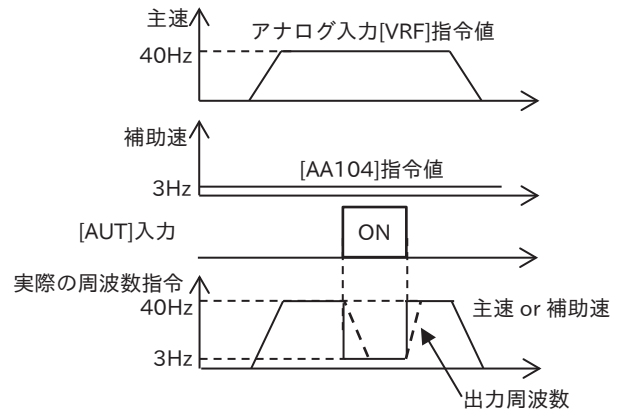 主速
アナログ入力[VRF]指令値
40Hz
補助速
[AA104]指令値
3Hz
[AUT]入力
ON
実際の周波数指令
40Hz
主速 or 補助速
3Hz
出力周波数